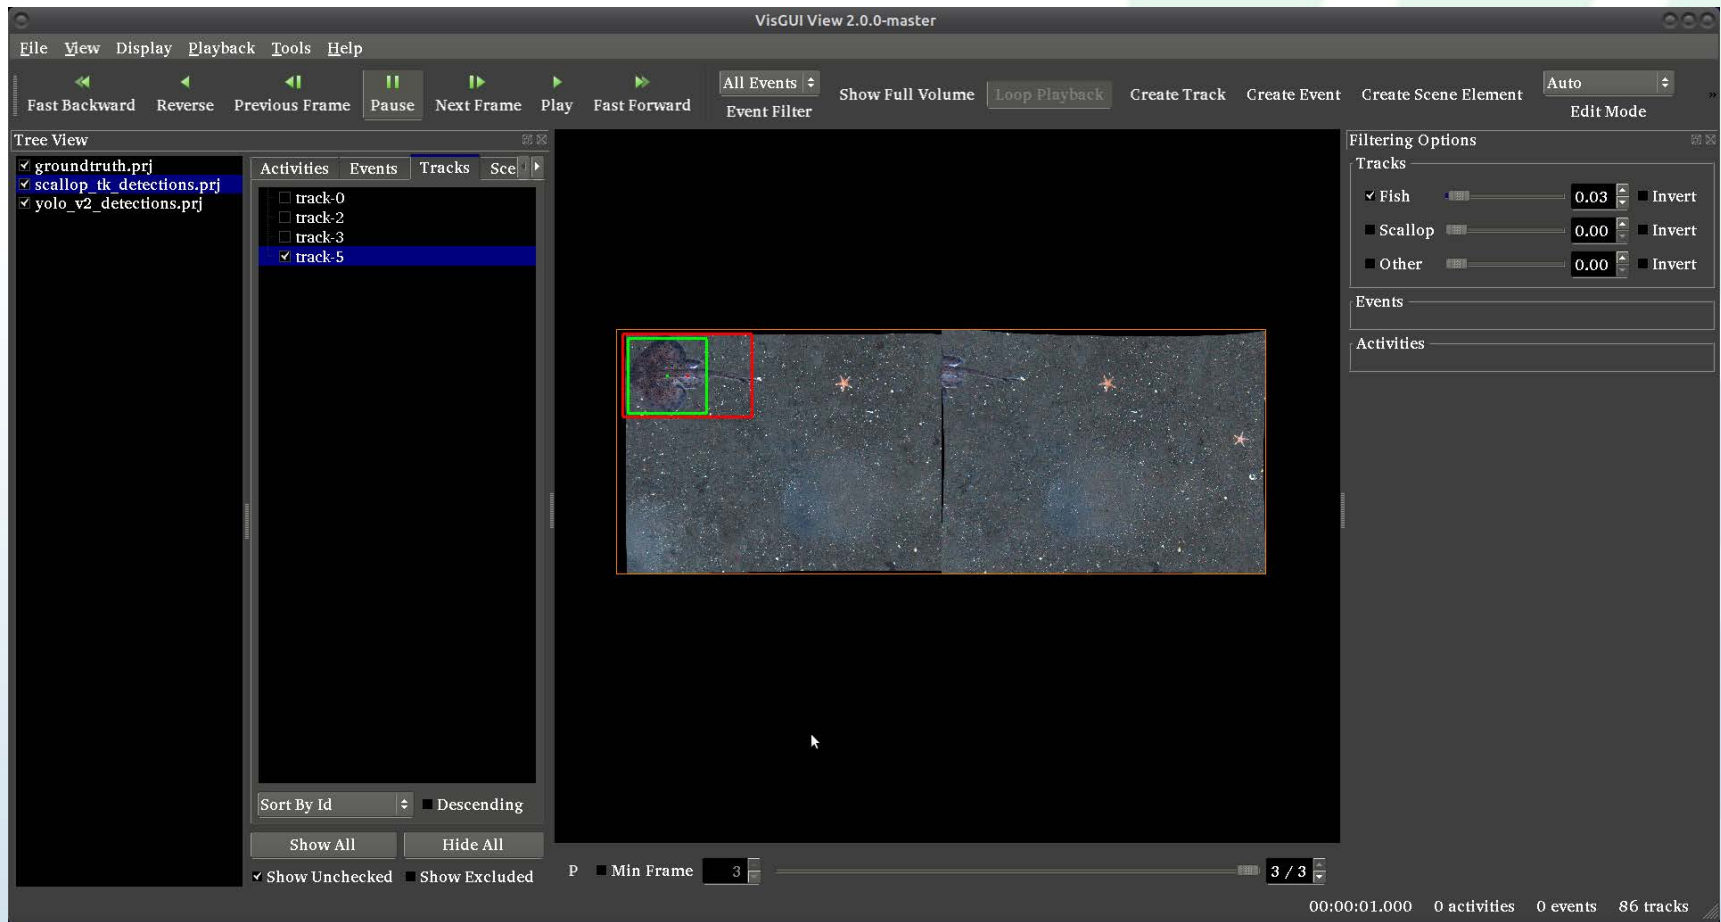 VisGUI View 2.0.0-master
File View Display Playback Tools Help
Fast Backward Reverse Previous Frame Pause Next Frame Play Fast Forward
All Events
Event Filter
Show Full Volume Loop Playback Create Track Create Event Create Scene Element
Auto
Edit Mode
»
Tree View
groundtruth.prj
scallop_tk_detections.prj
yolo_v2_detections.prj
Activities Events Tracks Sce
track-0
track-2
track-3
track-5
Sort By Id Descending
Show All Hide All
Show Unchecked Show Excluded
P Min Frame 3 3 / 3
Filtering Options
Tracks
Fish 0.03 Invert
Scallop 0.00 Invert
Other 0.00 Invert
Events
Activities
00:00:01.000 0 activities 0 events 86 tracks